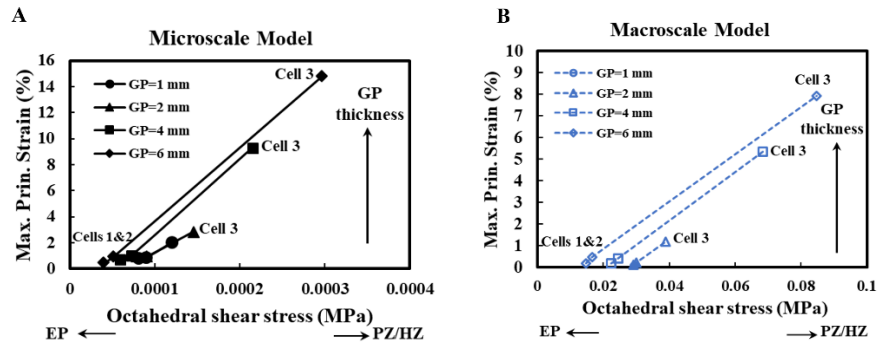 A
Microscale Model
Max. Prin. Strain (%)
16
14
12
10
8
6
4
2
0
GP=1 mm
GP=2 mm
GP=4 mm
GP=6 mm
Cell 3
GP
thickness
Cell 3
Cells 1&2
Cell 3
0 0.0001 0.0002 0.0003 0.0004
Octahedral shear stress (MPa)
EP PZ/HZ
B
Macroscale Model
Max. Prin. Strain (%)
10
9
8
7
6
5
4
3
2
1
0
GP=1 mm
GP=2 mm
GP=4 mm
GP=6 mm
Cell 3
GP
thickness
Cell 3
Cells 1&2
Cell 3
0 0.02 0.04 0.06 0.08 0.1
Octahedral shear stress (MPa)
EP PZ/HZ